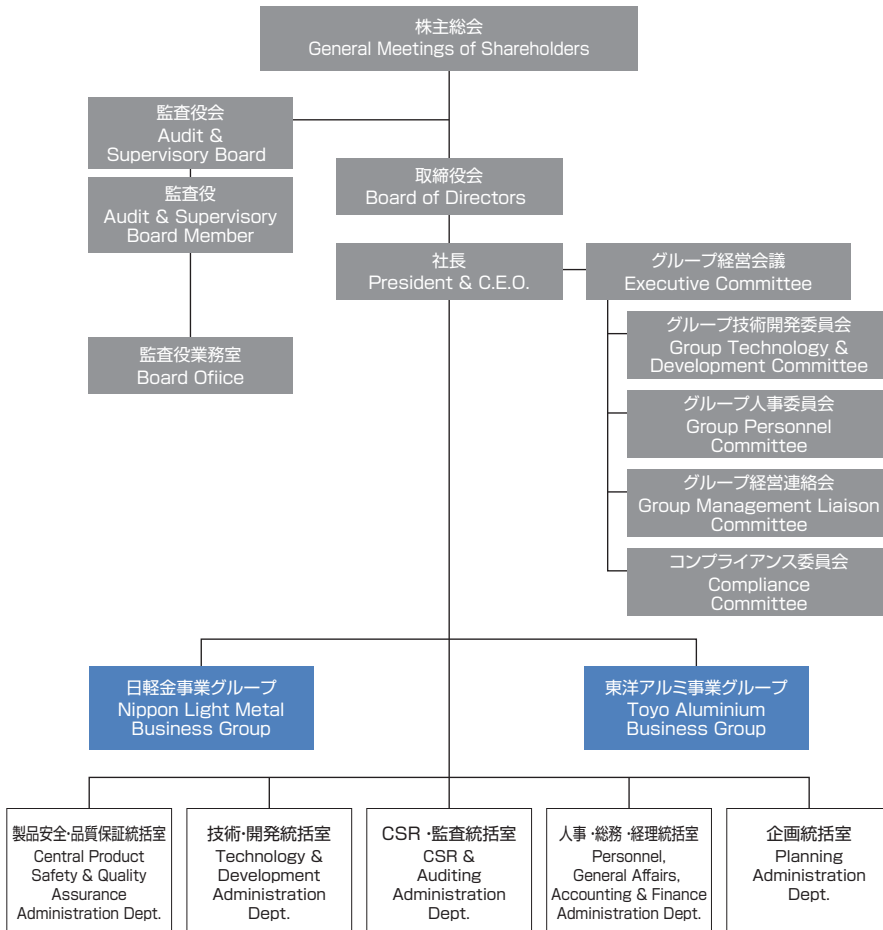 株主総会
General Meetings of Shareholders
監査役会
Audit &
Supervisory Board
取締役会
Board of Directors
監査役
Audit & Supervisory
Board Member
社長
President & C.E.O.
グループ経営会議
Executive Committee
監査役業務室
Board Ofiice
グループ技術開発委員会
Group Technology &
Development Committee
グループ人事委員会
Group Personnel
Committee
グループ経営連絡会
Group Management Liaison
Committee
コンプライアンス委員会
Compliance
Committee
日軽金事業グループ
Nippon Light Metal
Business Group
東洋アルミ事業グループ
Toyo Aluminium
Business Group
製品安全・品質保証統括室
Central Product
Safety & Quality
Assurance
Administration Dept.
技術・開発統括室
Technology &
Development
Administration
Dept.
CSR・監査統括室
CSR &
Auditing
Administration
Dept.
人事・総務・経理統括室
Personnel,
General Affairs,
Accounting & Finance
Administration Dept.
企画統括室
Planning
Administration
Dept.